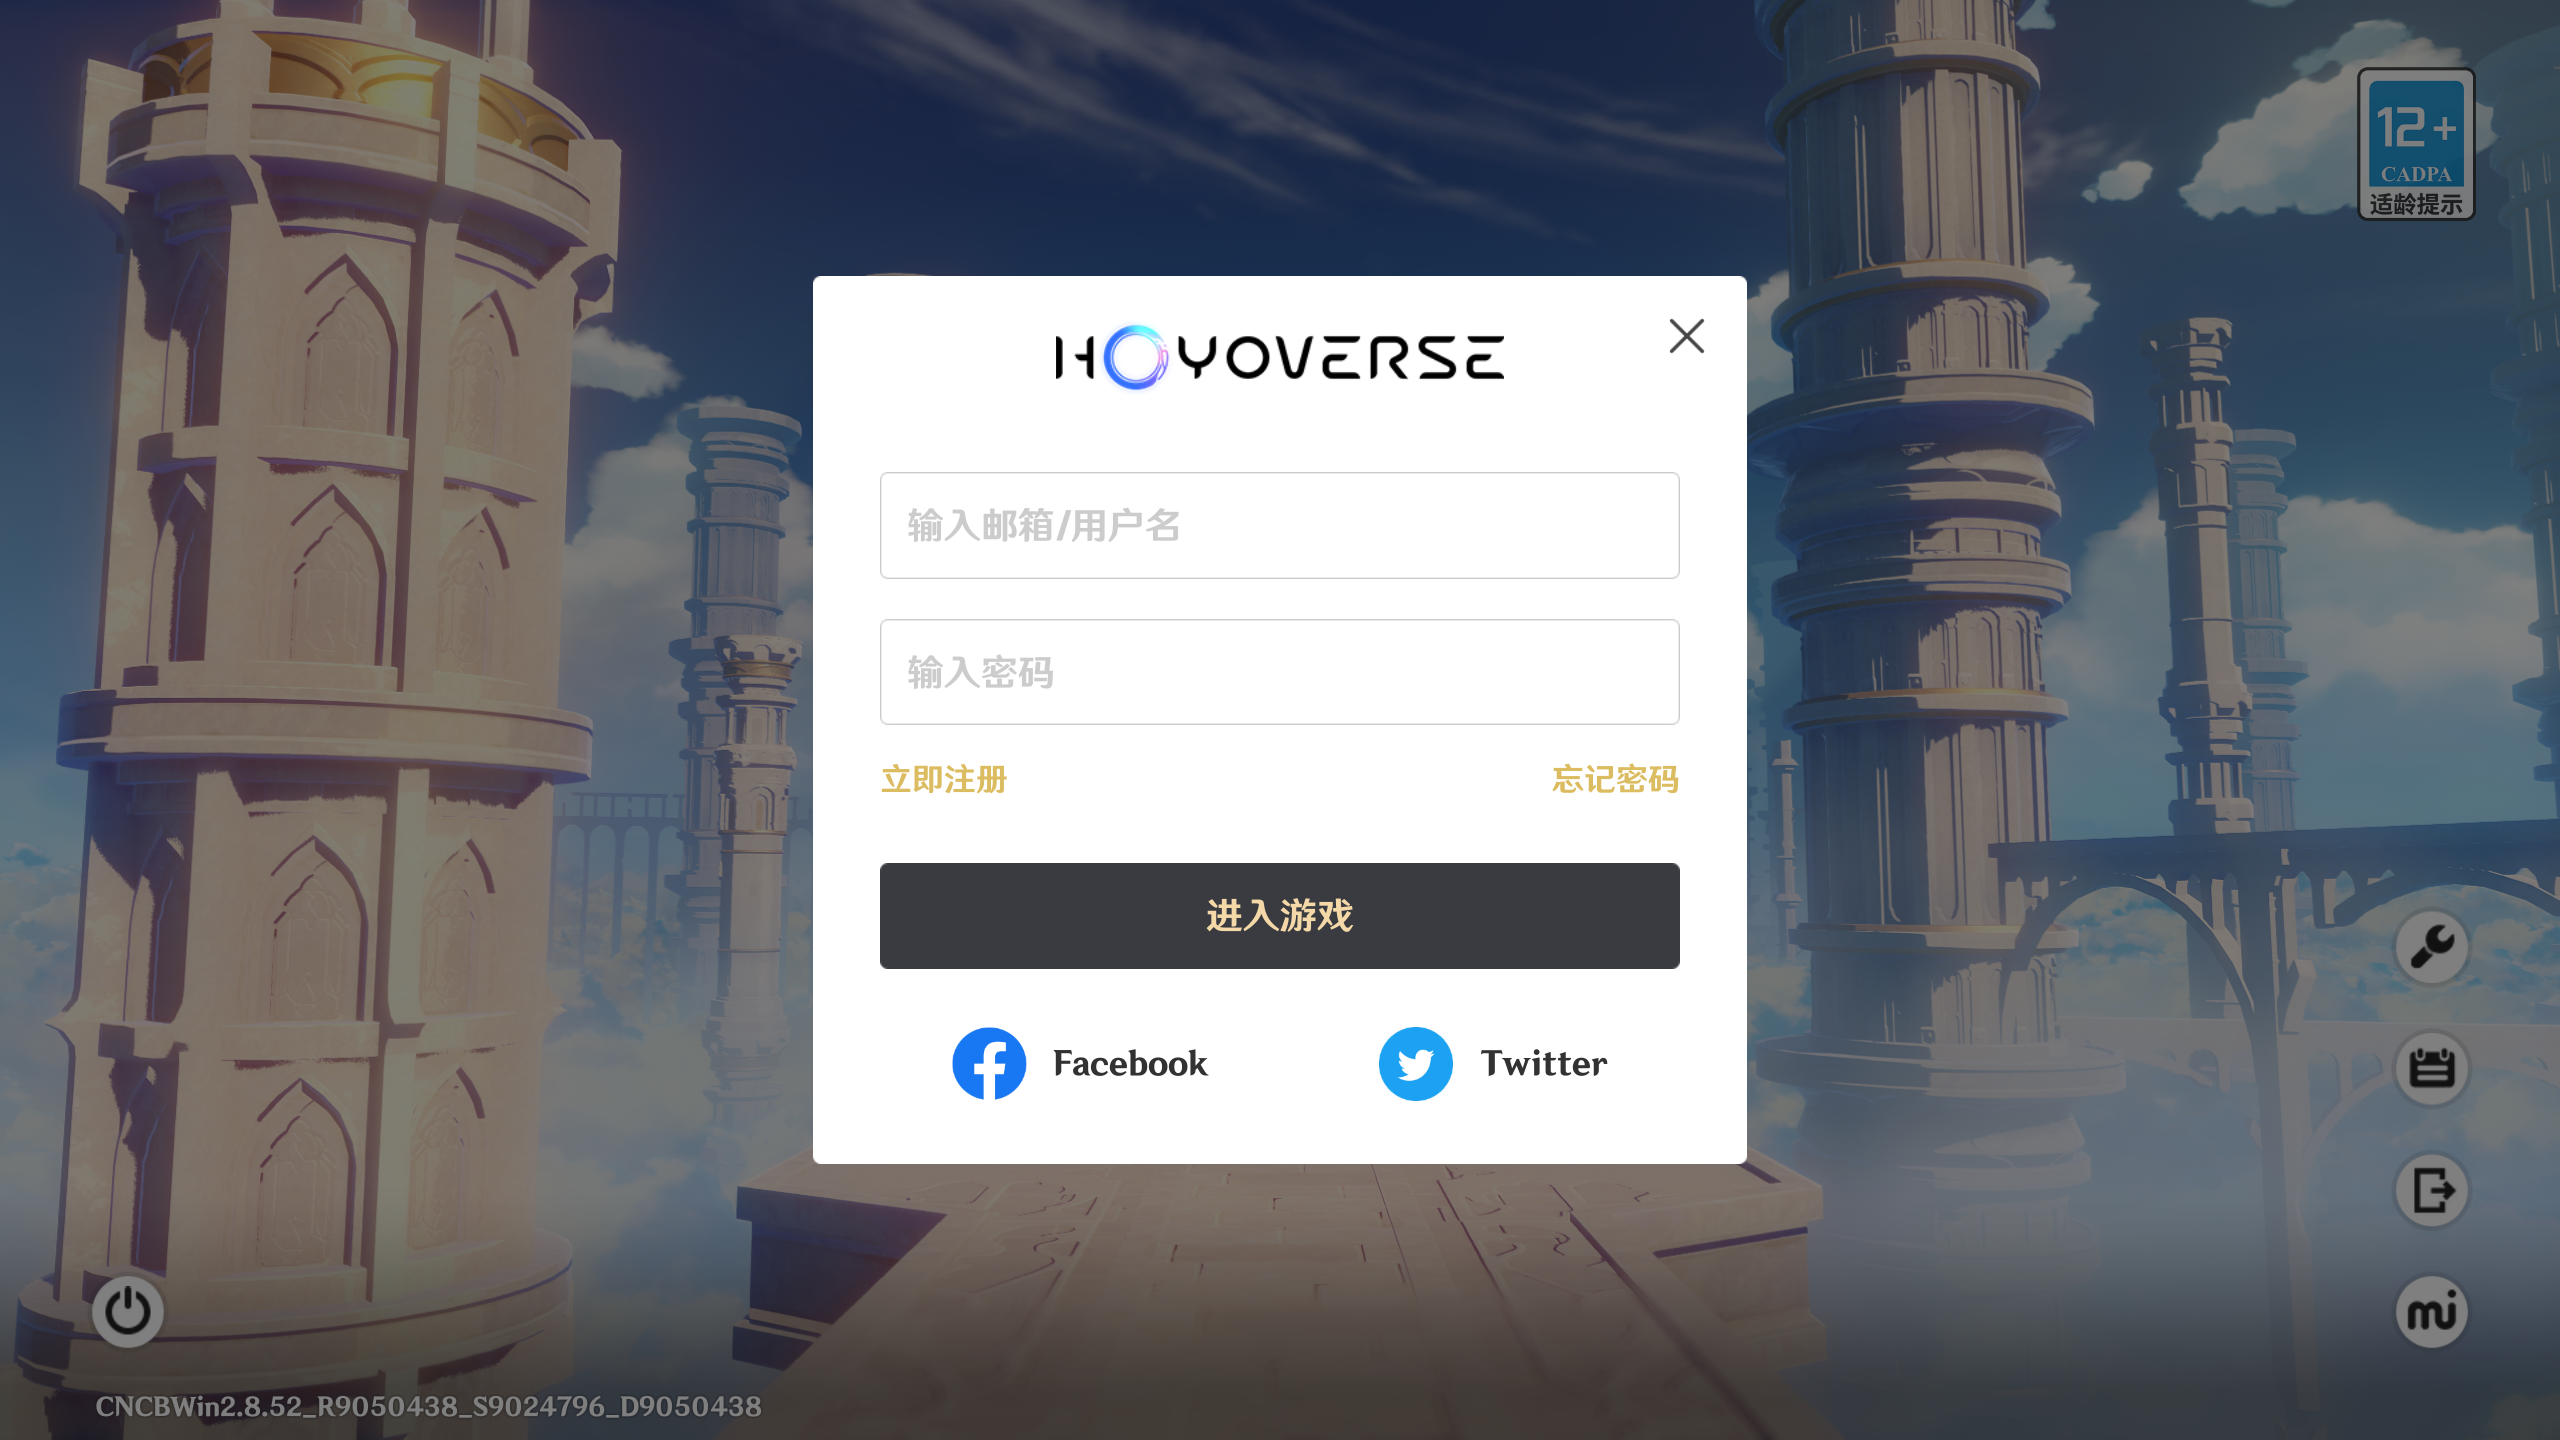 12+
CADPA
适龄提示
HOYOVERSE
输入邮箱/用户名
输入密码
立即注册
忘记密码
进入游戏
Facebook
Twitter
mi
CNCBWin2.8.52_R9050438_S9024796_D9050438